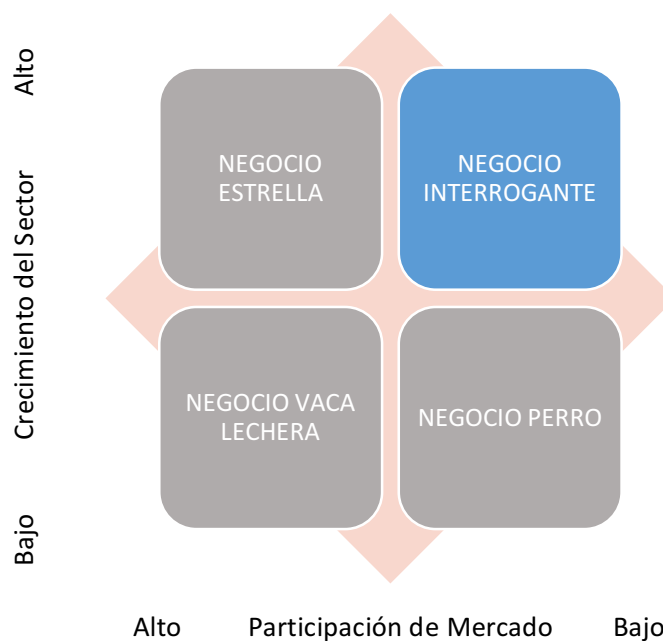 Alto
Crecimiento del Sector
Bajo
NEGOCIO
ESTRELLA
NEGOCIO
INTERROGANTE
NEGOCIO VACA
LECHERA
NEGOCIO PERRO
Alto
Participación de Mercado
Bajo